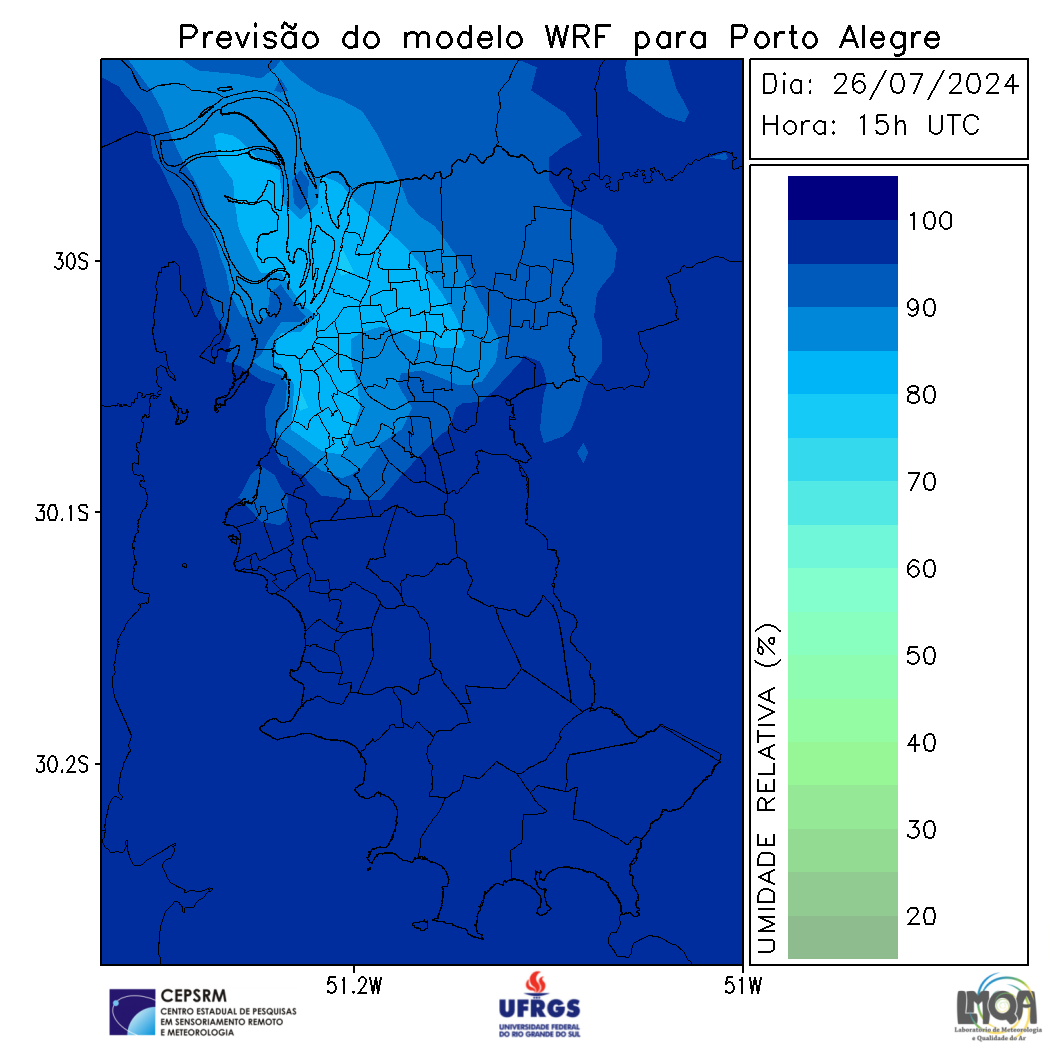 Previsão do modelo WRF para Porto Alegre
Dia: 26/07/2024
Hora: 15h UTC
100
90
80
70
60
50
40
30
20
UMIDADE RELATIVA (%)
30S
30.1S
30.2S
51.2W
51W
CEPSRM
CENTRO ESTADUAL DE PESQUISAS
EM SENSORIAMENTO REMOTO
E METEOROLOGIA
UFRGS
UNIVERSIDADE FEDERAL
DO RIO GRANDE DO SUL
LMQA
Laboratório de Meteorologia
e Qualidade do Ar